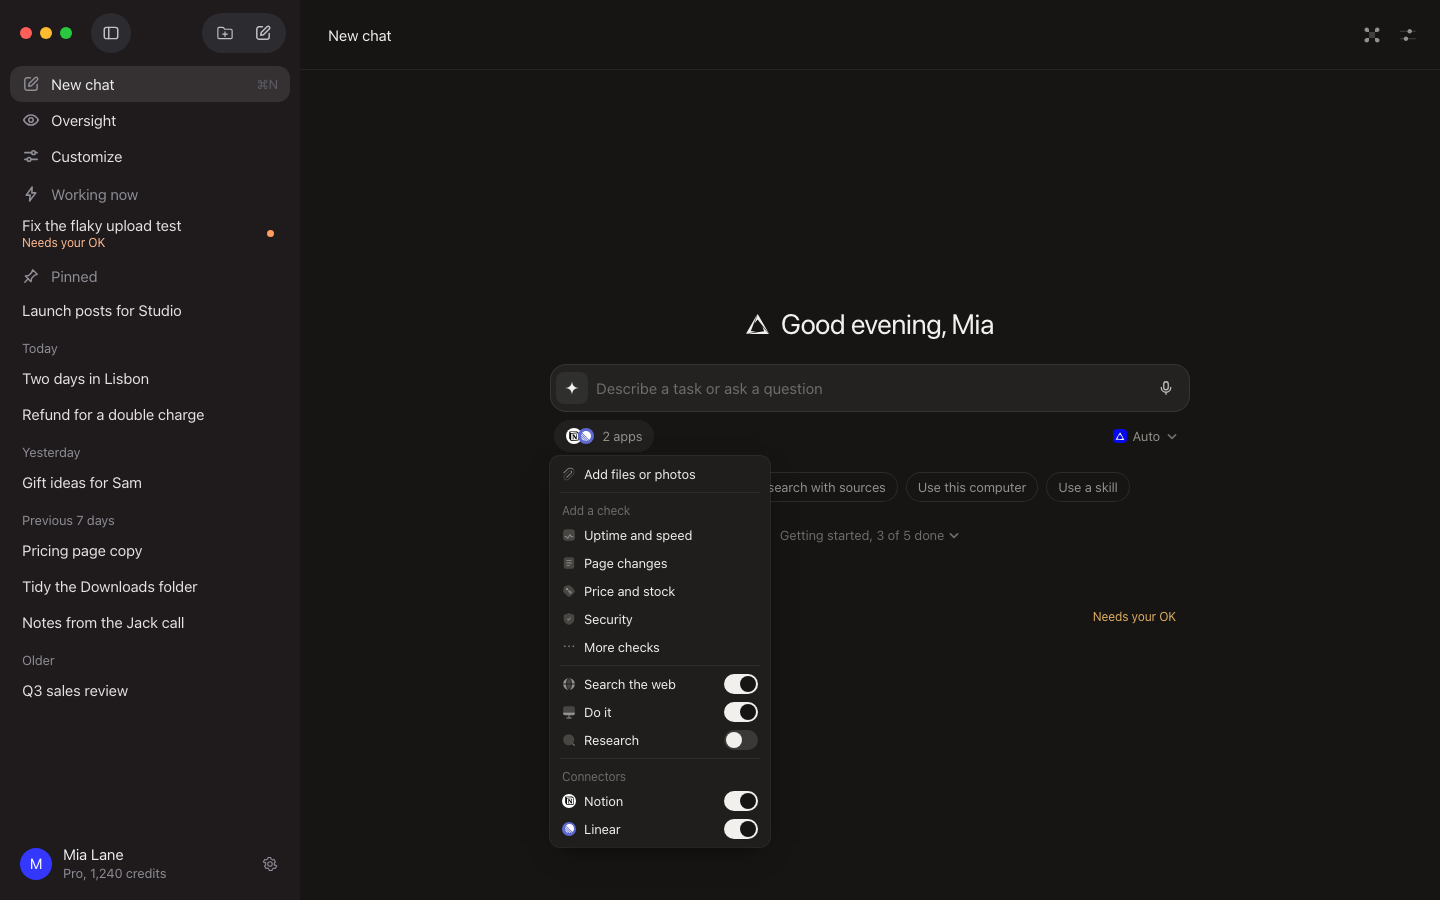 New chat
⌘N
Oversight
Customize
Working now
Fix the flaky upload test
Needs your OK
Pinned
Launch posts for Studio
Today
Two days in Lisbon
Refund for a double charge
Yesterday
Gift ideas for Sam
Previous 7 days
Pricing page copy
Tidy the Downloads folder
Notes from the Jack call
Older
Q3 sales review
M
Mia Lane
Pro, 1,240 credits
New chat
Good evening, Mia
Describe a task or ask a question
2 apps
Auto
Add files or photos
Add a check
Uptime and speed
Page changes
Price and stock
Security
More checks
Search the web
Do it
Research
Connectors
Notion
Linear
search with sources
Use this computer
Use a skill
Getting started, 3 of 5 done
Needs your OK